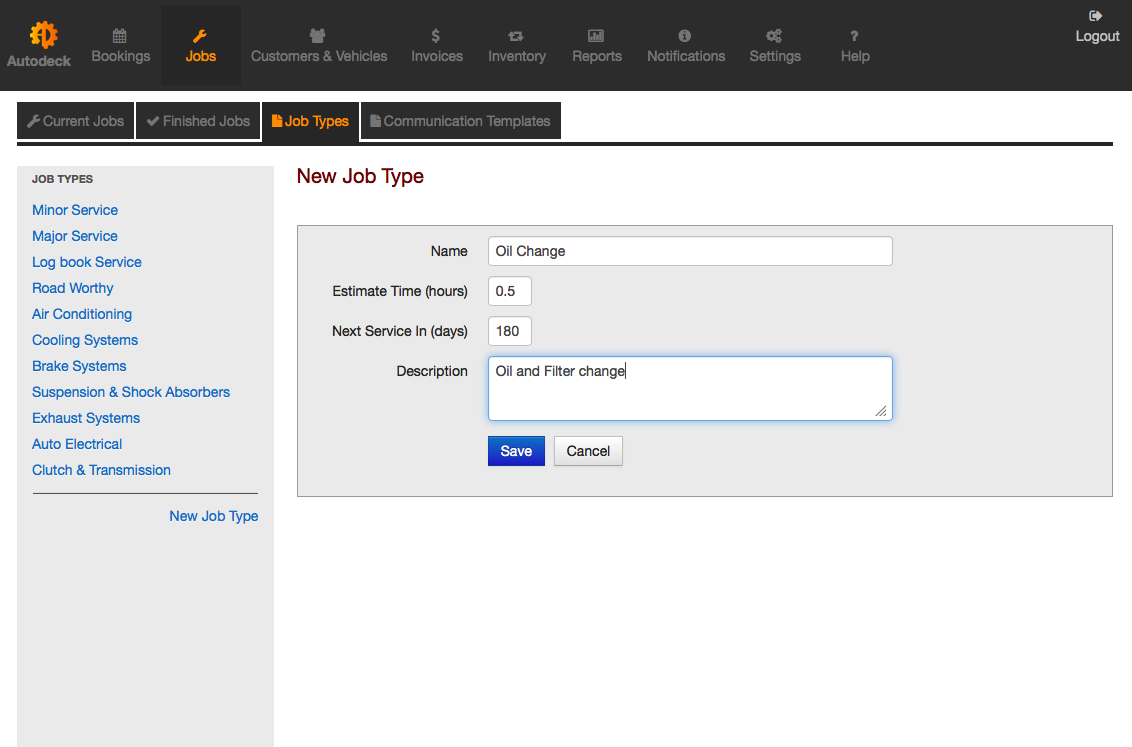 Autodeck
Bookings
Jobs
Customers & Vehicles
$
Invoices
Inventory
Reports
Notifications
Settings
?
Help
Logout
Current Jobs
Finished Jobs
Job Types
Communication Templates
JOB TYPES
Minor Service
Major Service
Log book Service
Road Worthy
Air Conditioning
Cooling Systems
Brake Systems
Suspension & Shock Absorbers
Exhaust Systems
Auto Electrical
Clutch & Transmission
New Job Type
New Job Type
Name Oil Change
Estimate Time (hours) 0.5
Next Service In (days) 180
Description Oil and Filter change
Save Cancel